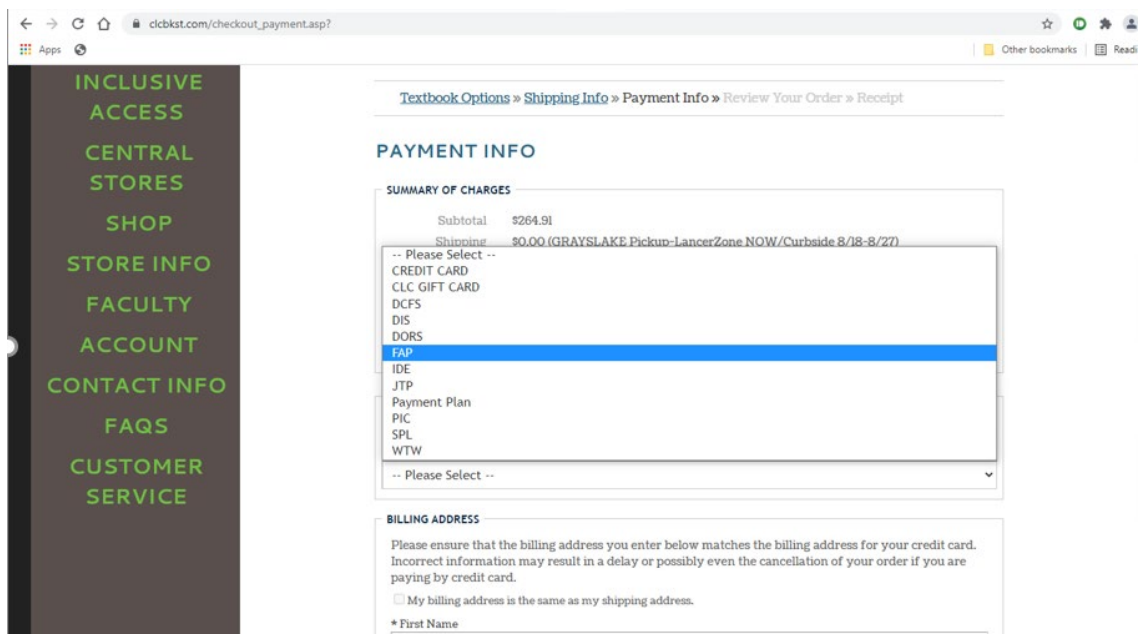 clcbkst.com/checkout_payment.asp?
Apps
Other bookmarks
INCLUSIVE
ACCESS
CENTRAL
STORES
SHOP
STORE INFO
FACULTY
ACCOUNT
CONTACT INFO
FAQS
CUSTOMER
SERVICE
Textbook Options » Shipping Info » Payment Info » Review Your Order » Receipt
PAYMENT INFO
SUMMARY OF CHARGES
Subtotal $264.91
Shipping $0.00 (GRAYSLAKE Pickup-LancerZone NOW/Curbside 8/18-8/27)
-- Please Select --
CREDIT CARD
CLC GIFT CARD
DCFS
DIS
DORS
FAP
IDE
JTP
Payment Plan
PIC
SPL
WTW
-- Please Select --
BILLING ADDRESS
Please ensure that the billing address you enter below matches the billing address for your credit card.
Incorrect information may result in a delay or possibly even the cancellation of your order if you are
paying by credit card.
My billing address is the same as my shipping address.
* First Name